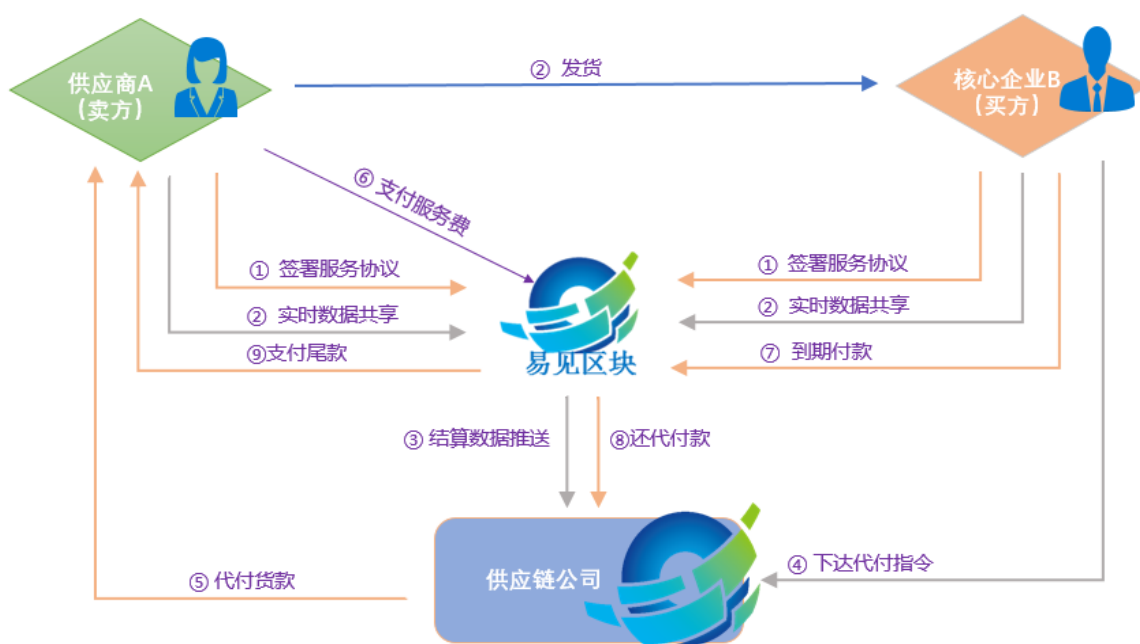 ② 发货
供应商A
(卖方)
核心企业B
(买方)
⑥ 支付服务费
① 签署服务协议
① 签署服务协议
② 实时数据共享
② 实时数据共享
⑨支付尾款
⑦ 到期付款
易见区块
③ 结算数据推送
⑧还代付款
④ 下达代付指令
⑤ 代付货款
供应链公司